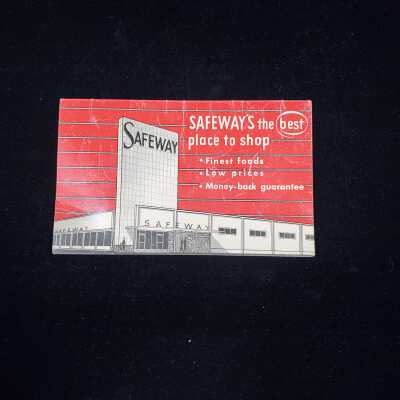 SAFEWAY'S the best
place to shop
• Finest foods
• Low prices
• Money-back guarantee
SAFEWAY
SAFEWAY
SAFEWAY